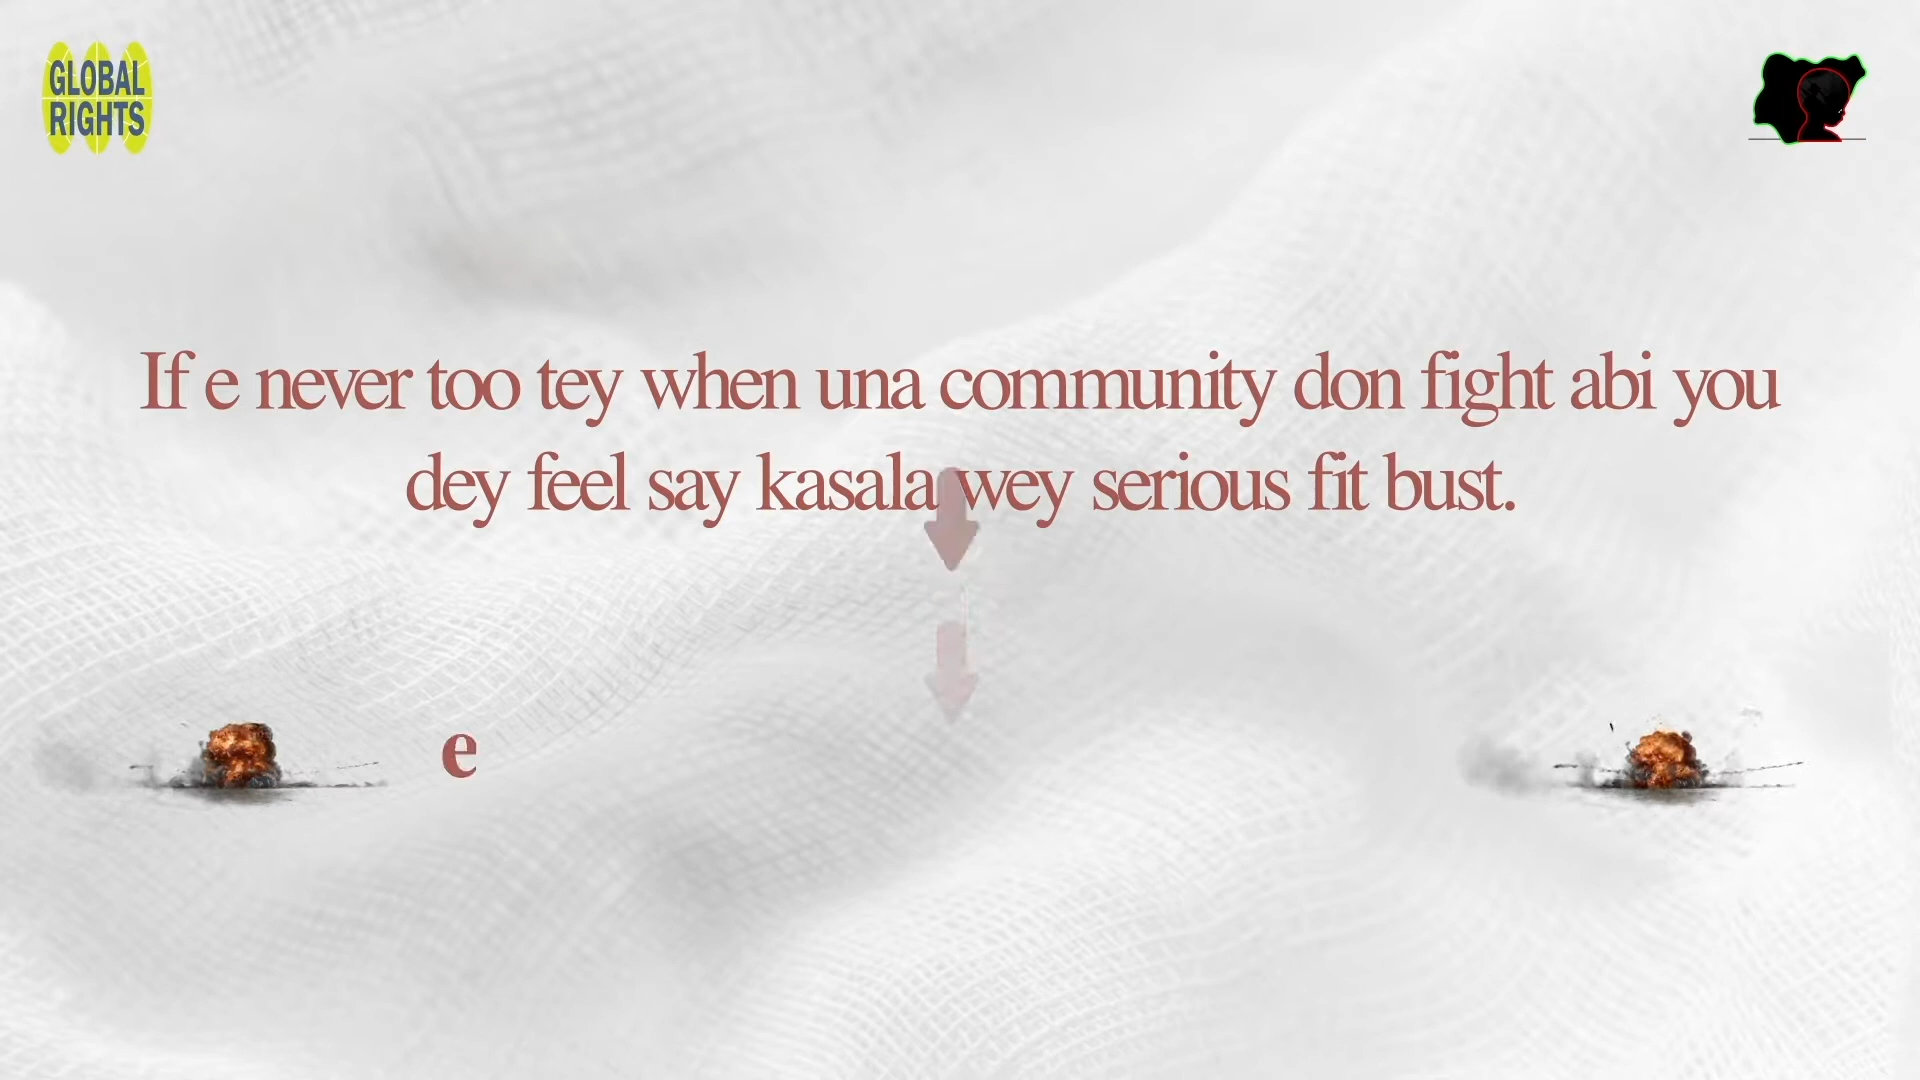 GLOBAL
RIGHTS
If e never too tey when una community don fight abi you
dey feel say kasala wey serious fit bust.
e